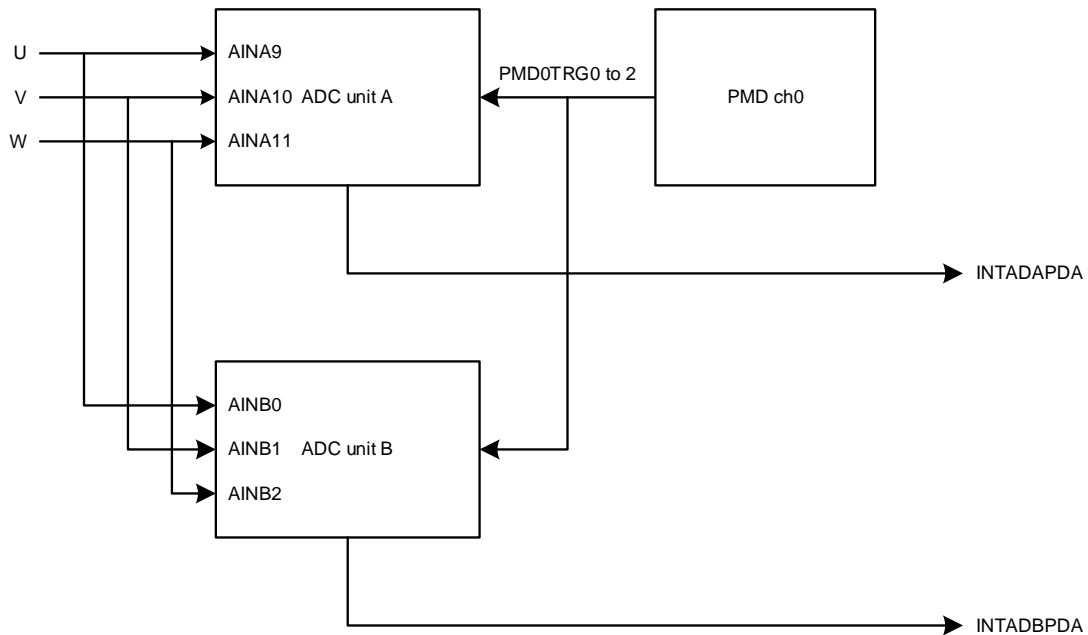 U
AINA9
PMD0TRG0 to 2
V
AINA10 ADC unit A
PMD ch0
W
AINA11
INTADAPDA
AINB0
AINB1 ADC unit B
AINB2
INTADBPDA